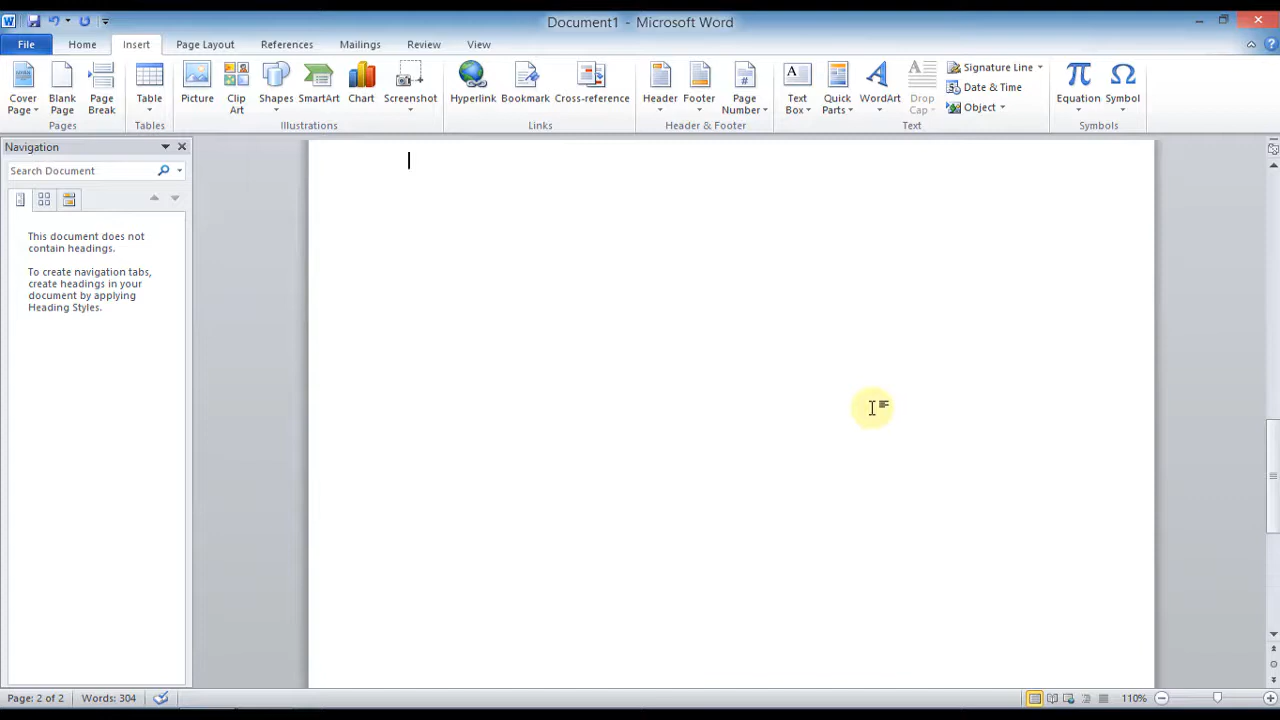 Document1 - Microsoft Word
File Home Insert Page Layout References Mailings Review View
Cover Page Blank Page Page Break Table Picture Clip Art Shapes SmartArt Chart Screenshot Hyperlink Bookmark Cross-reference Header Footer Page Number Text Box Quick Parts WordArt Drop Cap Signature Line Date & Time Object Equation Symbol
Pages Tables Illustrations Links Header & Footer Text Symbols
Navigation
Search Document
This document does not
contain headings.
To create navigation tabs,
create headings in your
document by applying
Heading Styles.
Page: 2 of 2 Words: 304 110%